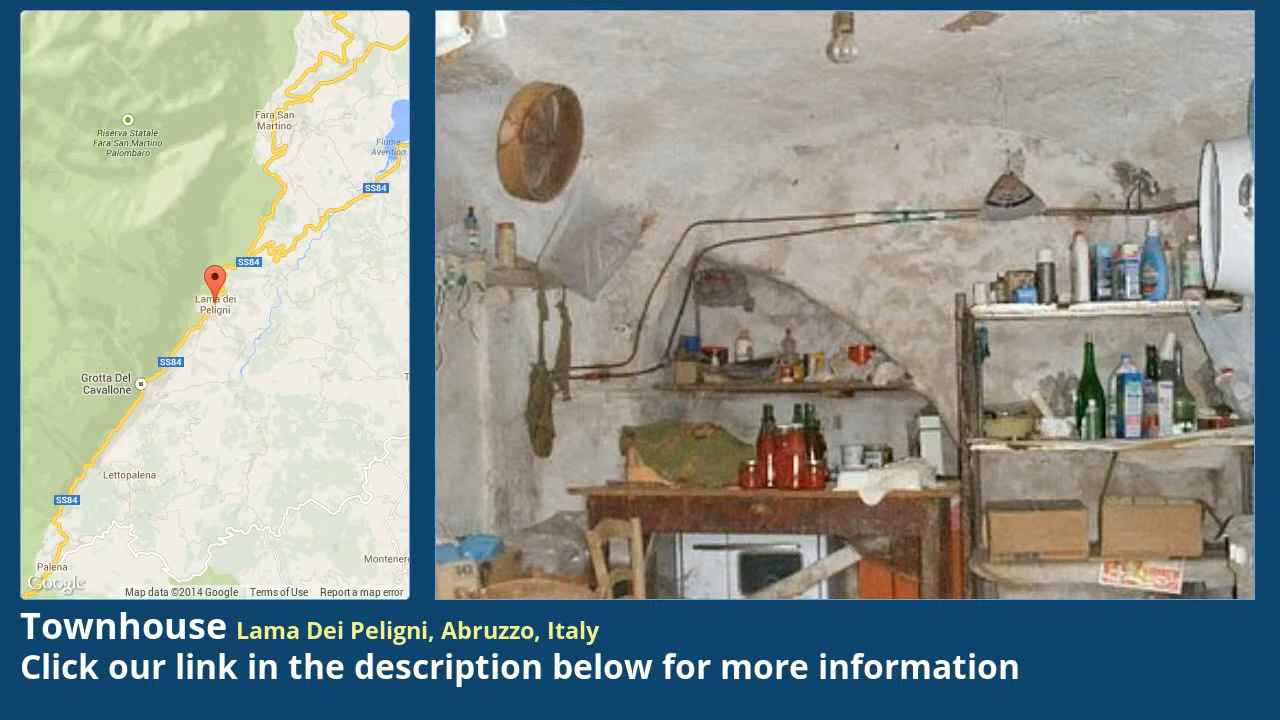 Fara San
Martino
Riserva Statale
Fara San Martino
Palombaro
Fiume
Aventino
SS84
SS84
Lama dei
Peligni
SS84
Grotta Del
Cavallone
Lettopalena
SS84
Montener
Palena
Google
Map data ©2014 Google
Terms of Use
Report a map error
Townhouse Lama Dei Peligni, Abruzzo, Italy
Click our link in the description below for more information